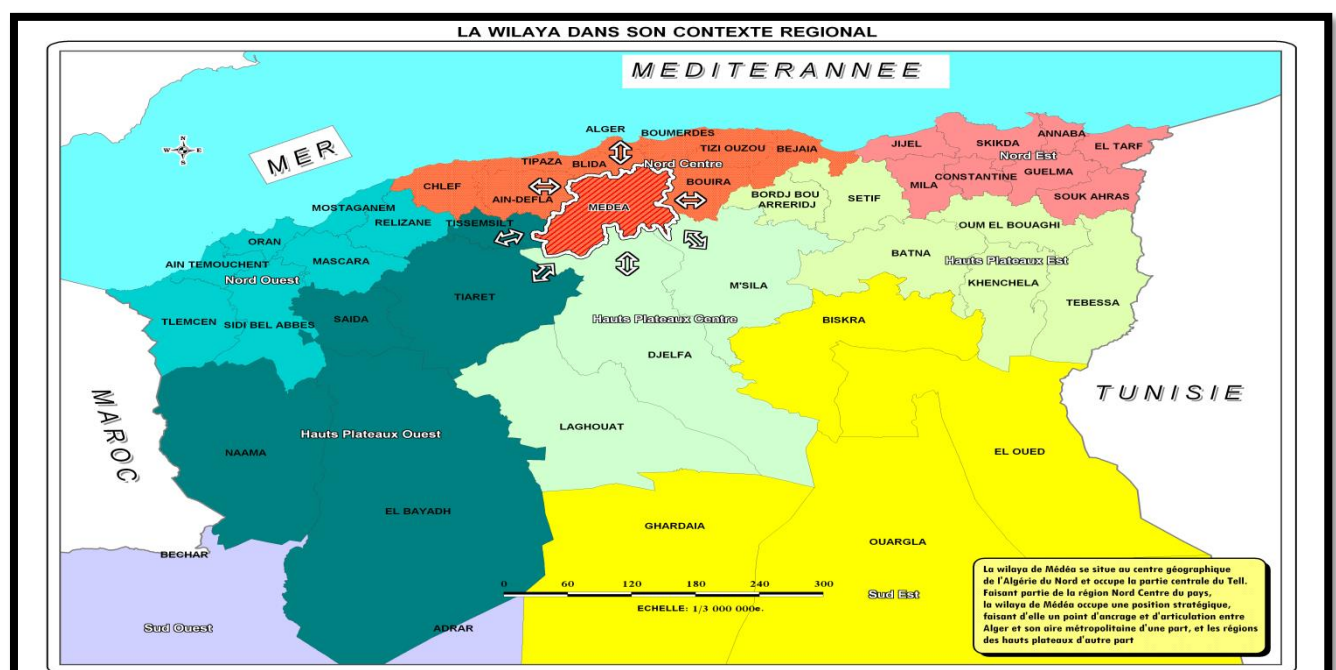 LA WILAYA DANS SON CONTEXTE REGIONAL
MEDITERANNEE
MER
N
W
E
S
ALGER
BOUMERDES
TIZI OUZOU
BEJAIA
TIPAZA
BLIDA
Nord Centre
CHLEF
AIN-DEFLA
MEDEA
BOUIRA
JIJEL
SKIKDA
ANNABA
EL TARF
Nord Est
MILA
CONSTANTINE
GUELMA
SOUK AHRAS
BORDJ BOU
ARRERIDJ
SETIF
OUM EL BOUAGHI
BATNA
Hauts Plateaux Est
KHENCHELA
TEBESSA
MOSTAGANEM
RELIZANE
TISSEMSILT
ORAN
AIN TEMOUCHENT
MASCARA
Nord Ouest
TLEMCEN
SIDI BEL ABBES
SAIDA
TIARET
M'SILA
Hauts Plateaux Centre
DJELFA
BISKRA
MAROC
TUNISIE
LAGHOUAT
Hauts Plateaux Ouest
NAAMA
EL BAYADH
EL OUED
GHARDAIA
OUARGLA
BECHAR
Sud Ouest
ADRAR
Sud Est
0 60 120 180 240 300
ECHELLE: 1/3 000 000e.
La wilaya de Médéa se situe au centre géographique
de l'Algérie du Nord et occupe la partie centrale du Tell.
Faisant partie de la région Nord Centre du pays,
la wilaya de Médéa occupe une position stratégique,
faisant d'elle un point d'ancrage et d'articulation entre
Alger et son aire métropolitaine d'une part, et les régions
des hauts plateaux d'autre part